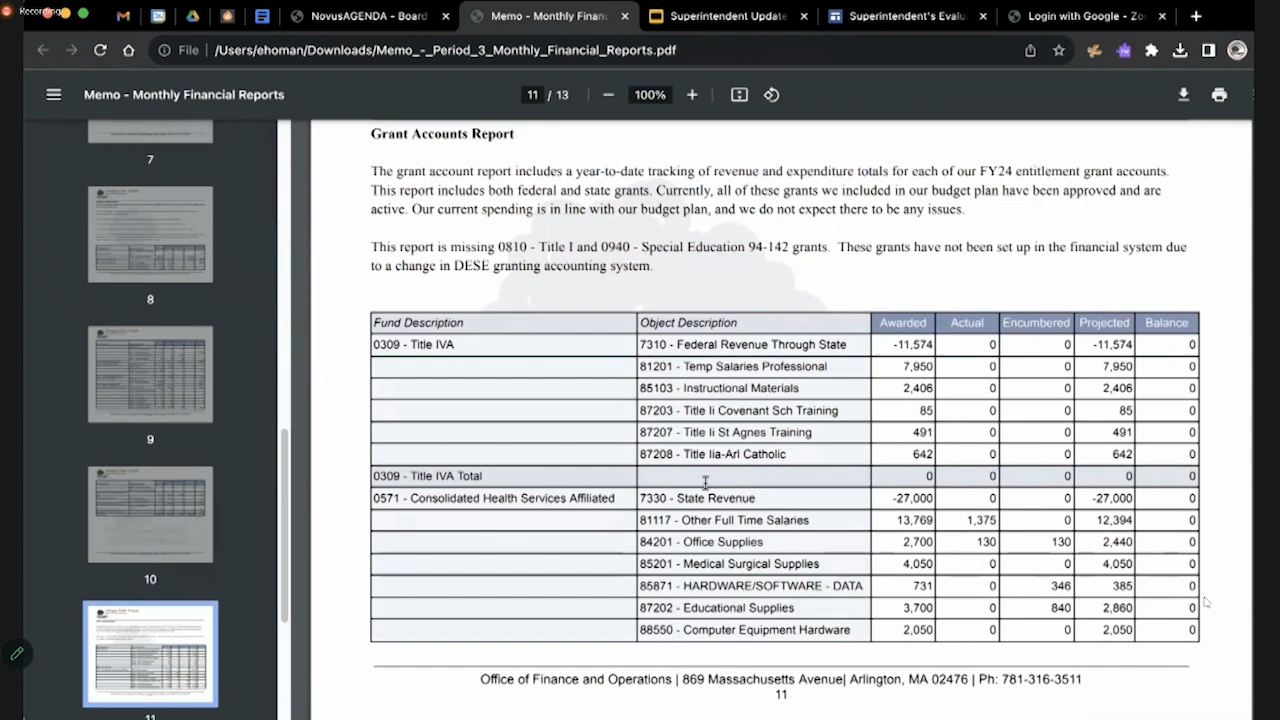 Recording
NovusAGENDA - Board
Memo - Monthly Financ
Superintendent Update
Superintendent's Evalu
Login with Google - Zo
File
/Users/ehoman/Downloads/Memo_-_Period_3_Monthly_Financial_Reports.pdf
Memo - Monthly Financial Reports
11 / 13
100%
7
8
9
10
11
Grant Accounts Report
The grant account report includes a year-to-date tracking of revenue and expenditure totals for each of our FY24 entitlement grant accounts.
This report includes both federal and state grants. Currently, all of these grants we included in our budget plan have been approved and are
active. Our current spending is in line with our budget plan, and we do not expect there to be any issues.
This report is missing 0810 - Title I and 0940 - Special Education 94-142 grants. These grants have not been set up in the financial system due
to a change in DESE granting accounting system.
Fund Description Object Description Awarded Actual Encumbered Projected Balance
0309 - Title IVA 7310 - Federal Revenue Through State -11,574 0 0 -11,574 0
81201 - Temp Salaries Professional 7,950 0 0 7,950 0
85103 - Instructional Materials 2,406 0 0 2,406 0
87203 - Title Ii Covenant Sch Training 85 0 0 85 0
87207 - Title Ii St Agnes Training 491 0 0 491 0
87208 - Title Iia-Arl Catholic 642 0 0 642 0
0309 - Title IVA Total 0 0 0 0 0
0571 - Consolidated Health Services Affiliated 7330 - State Revenue -27,000 0 0 -27,000 0
81117 - Other Full Time Salaries 13,769 1,375 0 12,394 0
84201 - Office Supplies 2,700 130 130 2,440 0
85201 - Medical Surgical Supplies 4,050 0 0 4,050 0
85871 - HARDWARE/SOFTWARE - DATA 731 0 346 385 0
87202 - Educational Supplies 3,700 0 840 2,860 0
88550 - Computer Equipment Hardware 2,050 0 0 2,050 0
Office of Finance and Operations | 869 Massachusetts Avenue| Arlington, MA 02476 | Ph: 781-316-3511
11